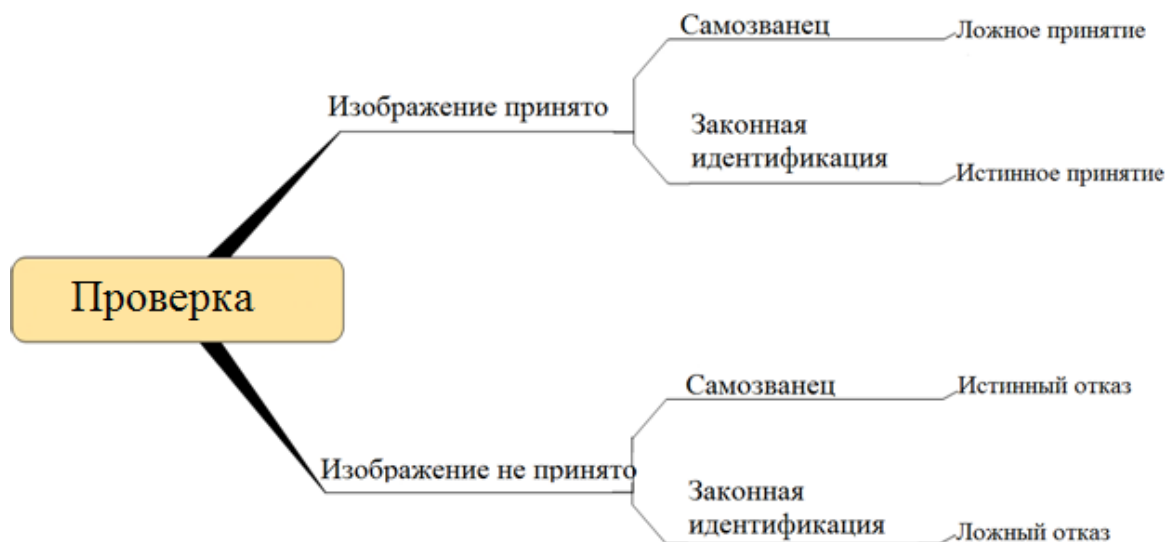 Самозванец
Ложное принятие
Изображение принято
Законная
идентификация
Истинное принятие
Проверка
Самозванец
Истинный отказ
Изображение не принято
Законная
идентификация
Ложный отказ